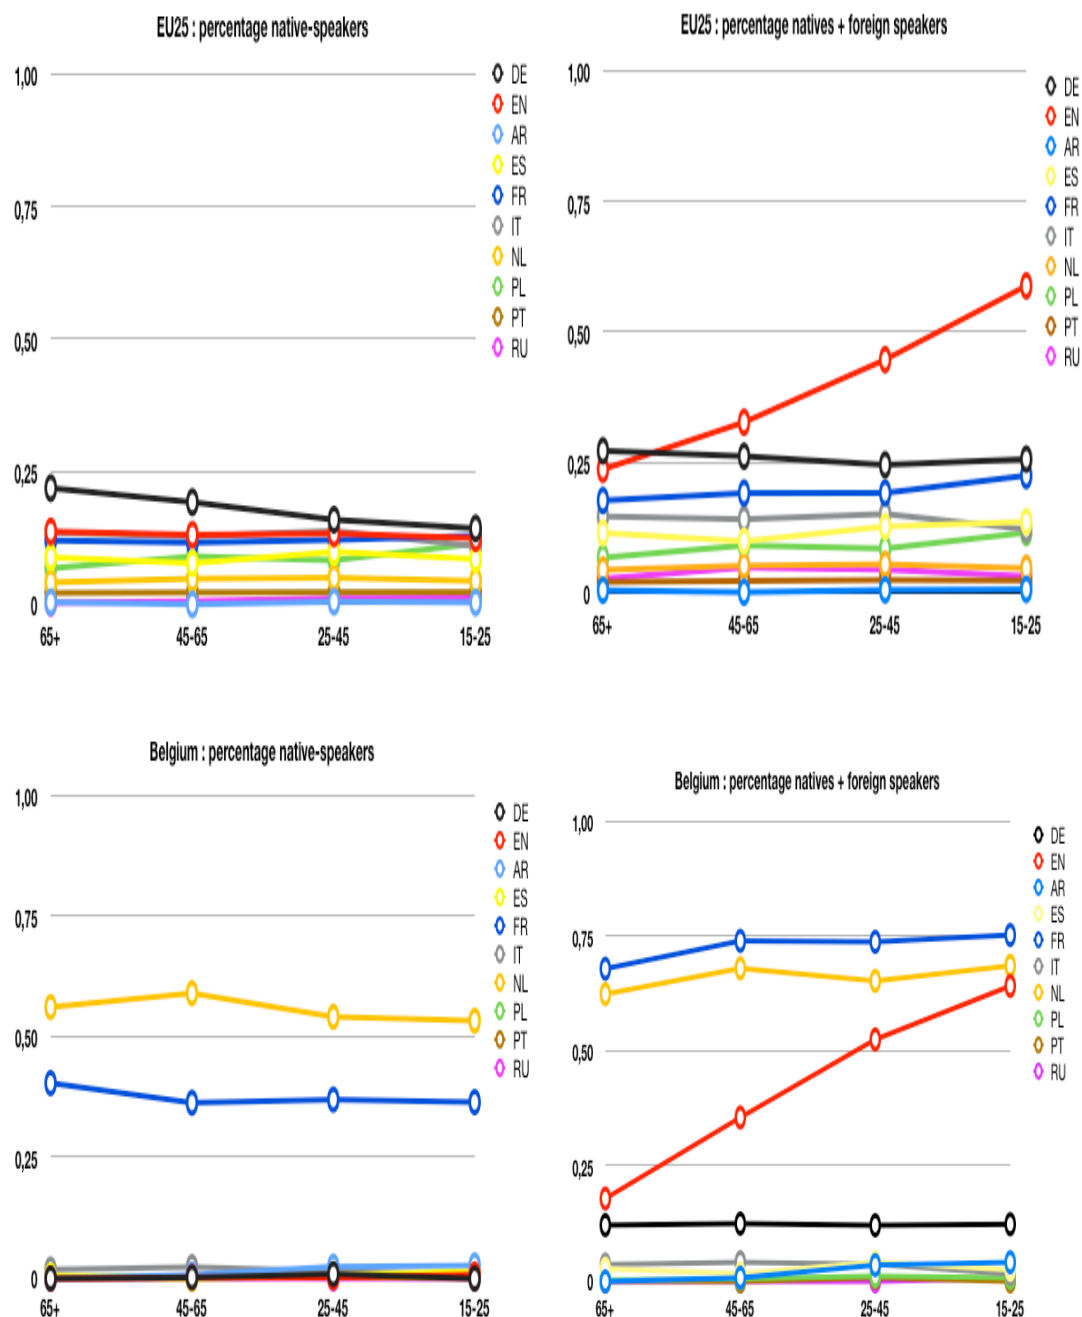 EU25 : percentage native-speakers
1,00
0,75
0,50
0,25
0
65+ 45-65 25-45 15-25
DE
EN
AR
ES
FR
IT
NL
PL
PT
RU
EU25 : percentage natives + foreign speakers
1,00
0,75
0,50
0,25
0
65+ 45-65 25-45 15-25
DE
EN
AR
ES
FR
IT
NL
PL
PT
RU
Belgium : percentage native-speakers
1,00
0,75
0,50
0,25
0
65+ 45-65 25-45 15-25
DE
EN
AR
ES
FR
IT
NL
PL
PT
RU
Belgium : percentage natives + foreign speakers
1,00
0,75
0,50
0,25
0
65+ 45-65 25-45 15-25
DE
EN
AR
ES
FR
IT
NL
PL
PT
RU